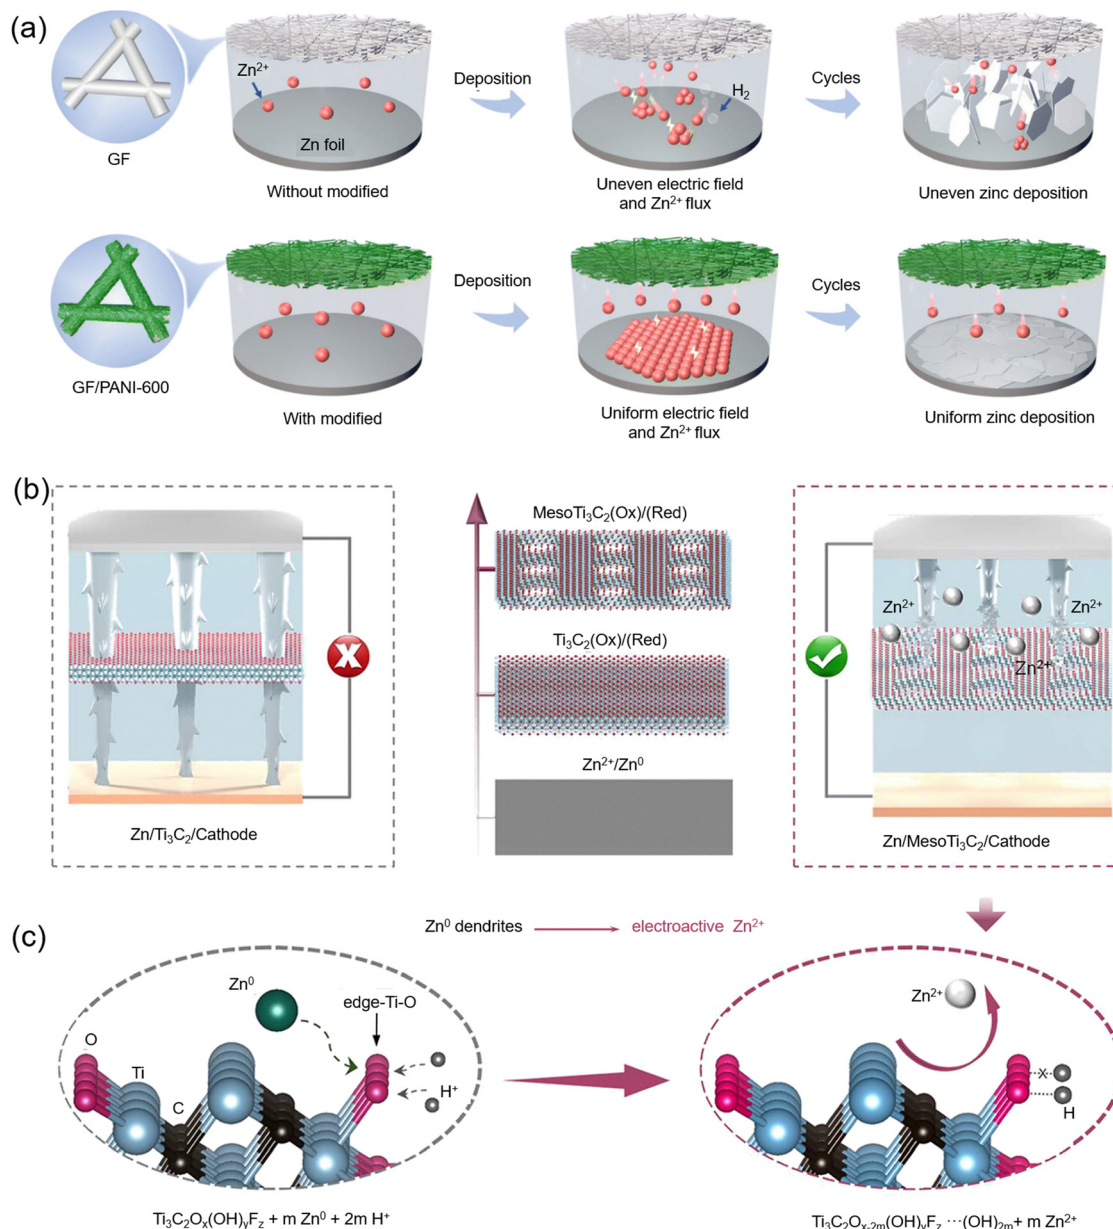 (a)
GF
Zn²⁺
Zn foil
Without modified
Deposition
H₂
Uneven electric field
and Zn²⁺ flux
Cycles
Uneven zinc deposition
GF/PANI-600
With modified
Deposition
Uniform electric field
and Zn²⁺ flux
Cycles
Uniform zinc deposition
(b)
Zn/Ti₃C₂/Cathode
MesoTi₃C₂(Ox)/(Red)
Ti₃C₂(Ox)/(Red)
Zn²⁺/Zn⁰
Zn²⁺
Zn²⁺
Zn²⁺
Zn/MesoTi₃C₂/Cathode
(c)
Zn⁰ dendrites
electroactive Zn²⁺
Zn⁰
edge-Ti-O
O
Ti
C
H⁺
Ti₃C₂Oₓ(OH)ᵧF_z + m Zn⁰ + 2m H⁺
Zn²⁺
x
H
Ti₃C₂Oₓ₋₂ₘ(OH)ᵧF_z ···(OH)₂ₘ + m Zn²⁺